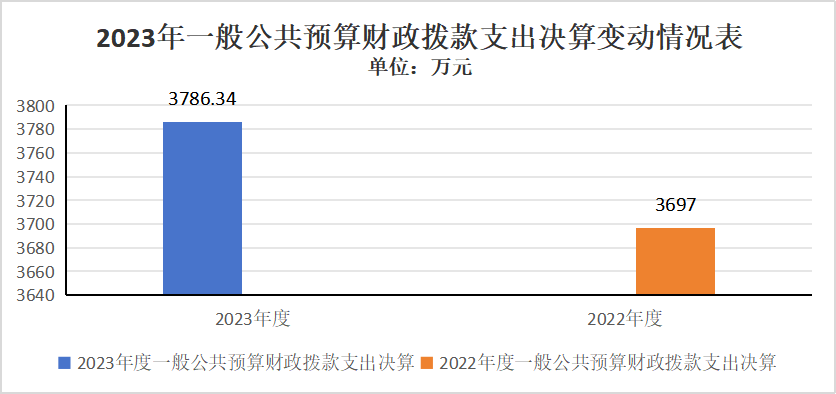 2023年一般公共预算财政拨款支出决算变动情况表
单位：万元
3786.34
3697
3800
3780
3760
3740
3720
3700
3680
3660
3640
2023年度
2022年度
2023年度一般公共预算财政拨款支出决算
2022年度一般公共预算财政拨款支出决算